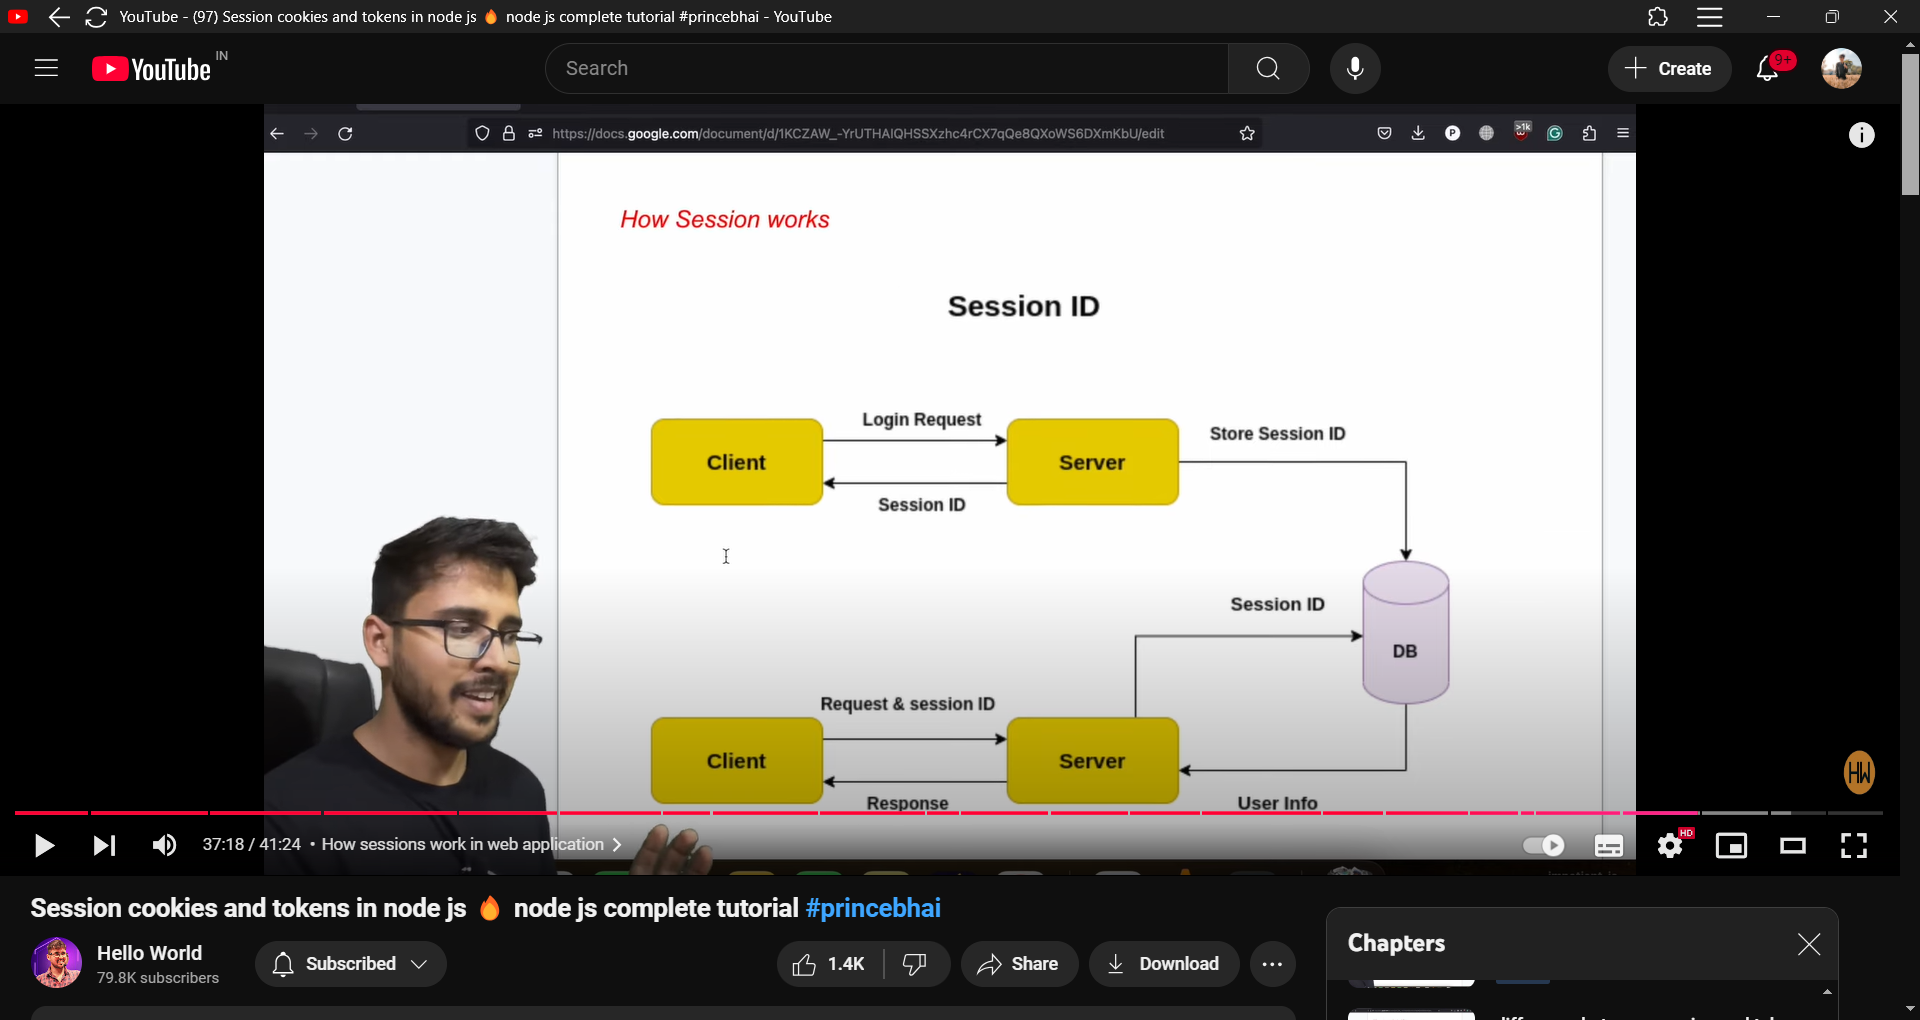 YouTube - (97) Session cookies and tokens in node js 🔥 node js complete tutorial #princebhai - YouTube
YouTube IN
Search
Create
9+
https://docs.google.com/document/d/1KCZAW_-YrUTHAIQHSSXzhc4rCX7qQe8QXoWS6DXmKbU/edit
P
>1k
How Session works
Session ID
Login Request
Store Session ID
Client
Server
Session ID
Session ID
DB
Request & session ID
Client
Server
Response
User Info
HW
37:18 / 41:24 • How sessions work in web application
HD
Session cookies and tokens in node js 🔥 node js complete tutorial #princebhai
Hello World
79.8K subscribers
Subscribed
1.4K
Share
Download
Chapters